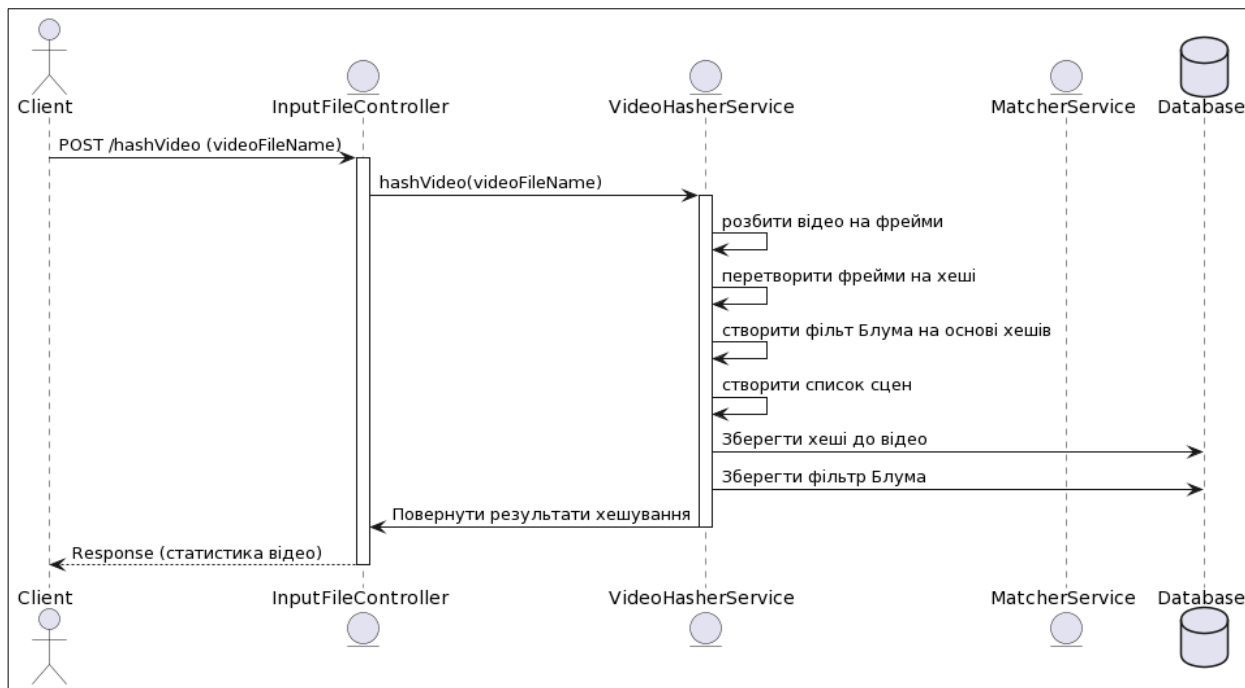 Client
InputFileController
VideoHasherService
MatcherService
Database
POST /hashVideo (videoFileName)
hashVideo(videoFileName)
розбити відео на фрейми
перетворити фрейми на хеші
створити фільт Блума на основі хешів
створити список сцен
Зберегти хеші до відео
Зберегти фільтр Блума
Повернути результати хешування
Response (статистика відео)
Client
InputFileController
VideoHasherService
MatcherService
Database